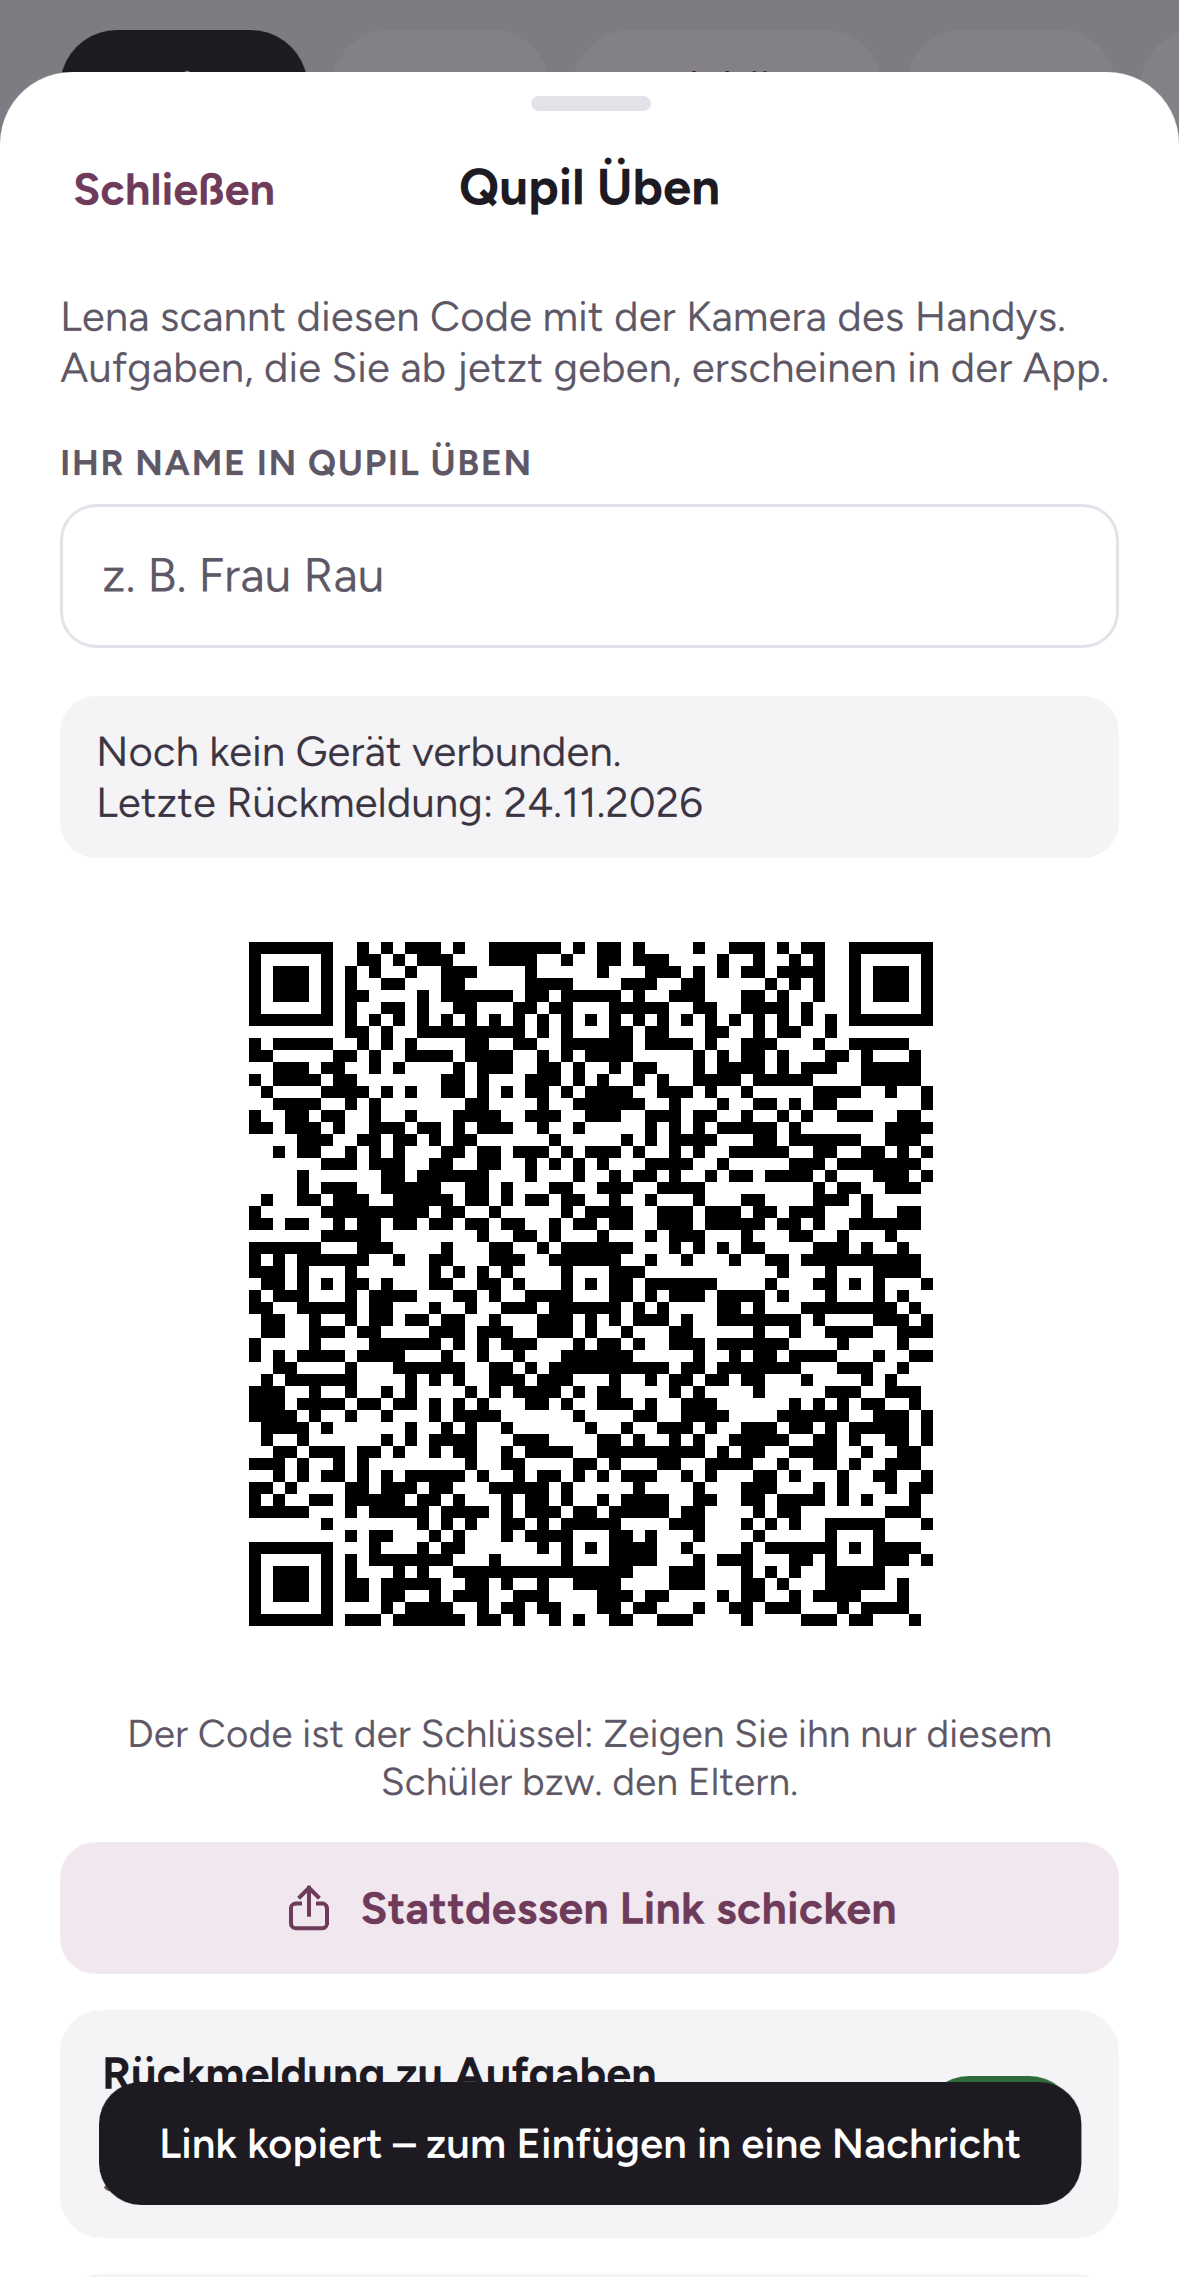 Schließen
Qupil Üben
Lena scannt diesen Code mit der Kamera des Handys.
Aufgaben, die Sie ab jetzt geben, erscheinen in der App.
IHR NAME IN QUPIL ÜBEN
z. B. Frau Rau
Noch kein Gerät verbunden.
Letzte Rückmeldung: 24.11.2026
Der Code ist der Schlüssel: Zeigen Sie ihn nur diesem
Schüler bzw. den Eltern.
Stattdessen Link schicken
Rückmeldung zu Aufgaben
Link kopiert – zum Einfügen in eine Nachricht